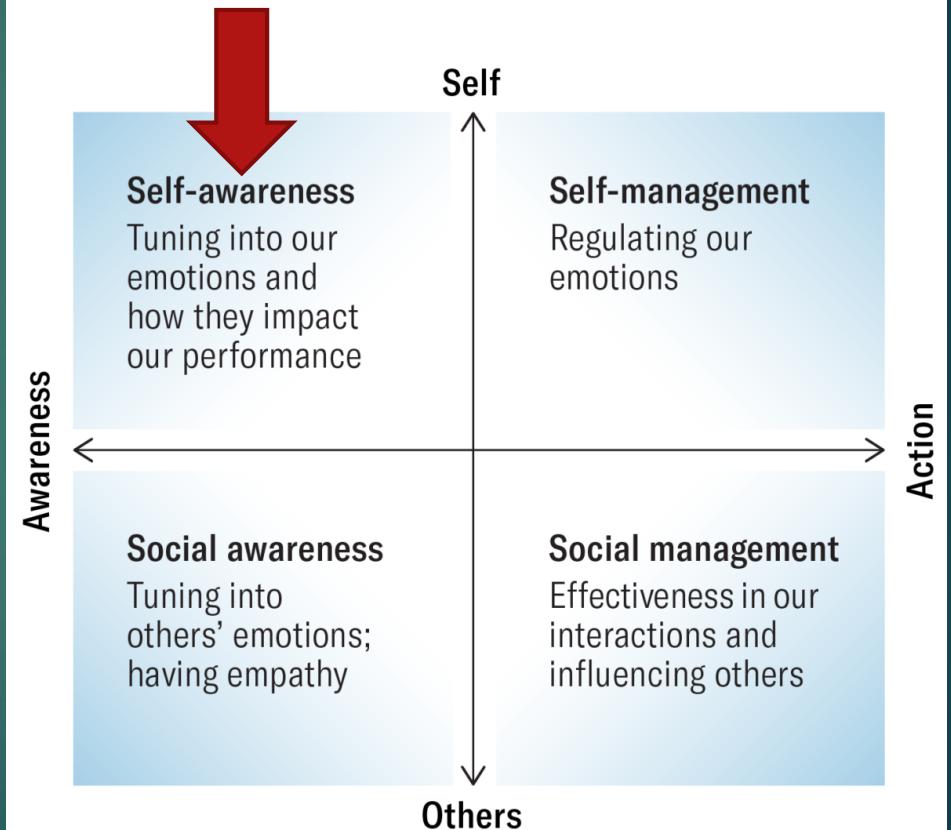 Self
Self-awareness
Tuning into our
emotions and
how they impact
our performance
Self-management
Regulating our
emotions
Awareness
Action
Social awareness
Tuning into
others’ emotions;
having empathy
Social management
Effectiveness in our
interactions and
influencing others
Others